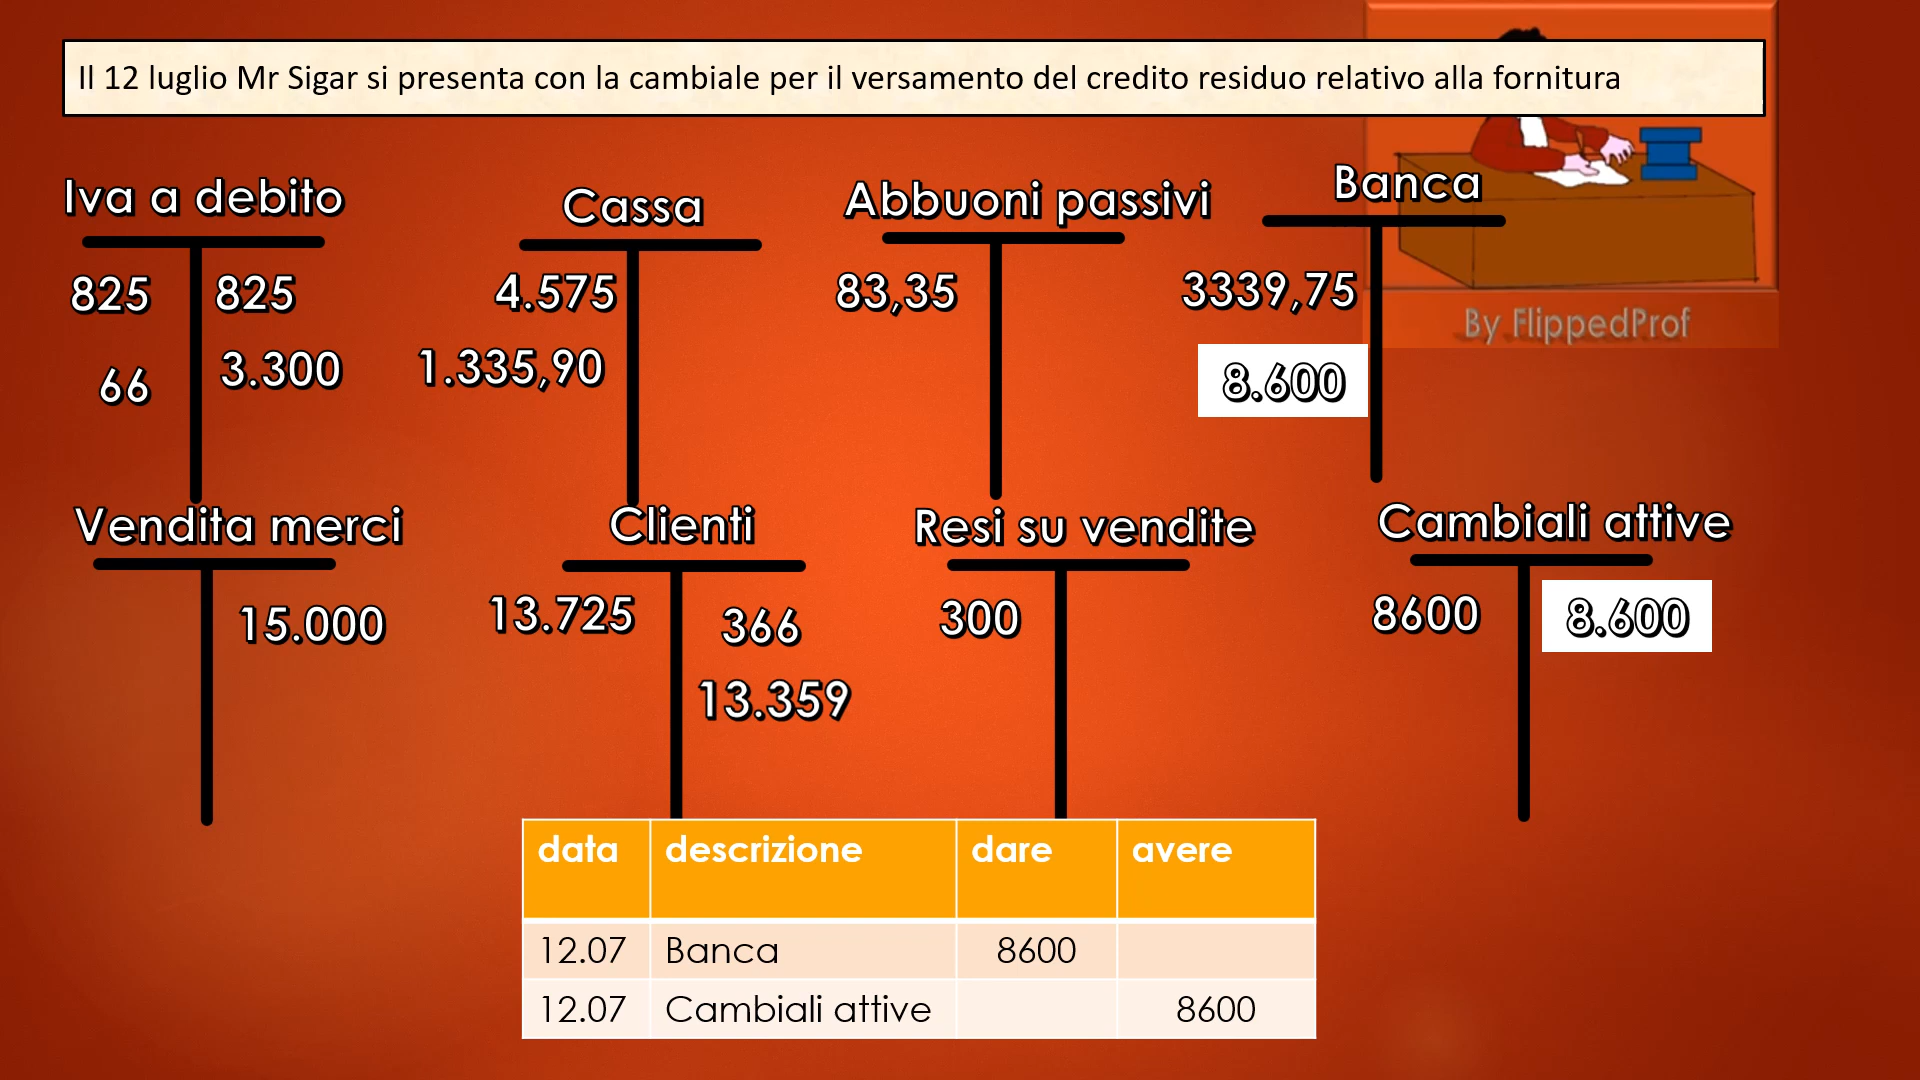 Il 12 luglio Mr Sigar si presenta con la cambiale per il versamento del credito residuo relativo alla fornitura
Iva a debito
825 825
66 3.300
Cassa
4.575
1.335,90
Abbuoni passivi
83,35
Banca
3339,75
8.600
By FlippedProf
Vendita merci
15.000
Clienti
13.725 366
13.359
Resi su vendite
300
Cambiali attive
8600 8.600
data descrizione dare avere
12.07 Banca 8600
12.07 Cambiali attive 8600